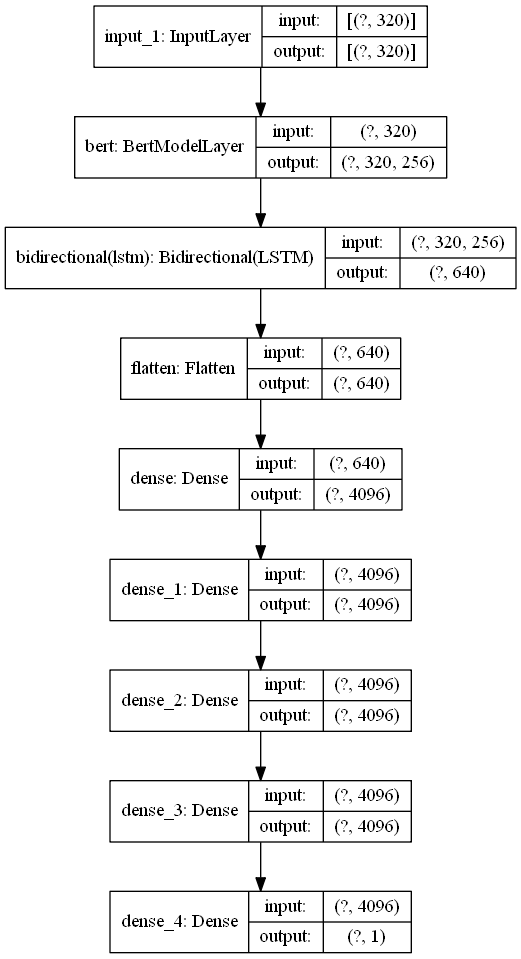 input_1: InputLayer
input: [(?, 320)]
output: [(?, 320)]
bert: BertModelLayer
input: (?, 320)
output: (?, 320, 256)
bidirectional(lstm): Bidirectional(LSTM)
input: (?, 320, 256)
output: (?, 640)
flatten: Flatten
input: (?, 640)
output: (?, 640)
dense: Dense
input: (?, 640)
output: (?, 4096)
dense_1: Dense
input: (?, 4096)
output: (?, 4096)
dense_2: Dense
input: (?, 4096)
output: (?, 4096)
dense_3: Dense
input: (?, 4096)
output: (?, 4096)
dense_4: Dense
input: (?, 4096)
output: (?, 1)